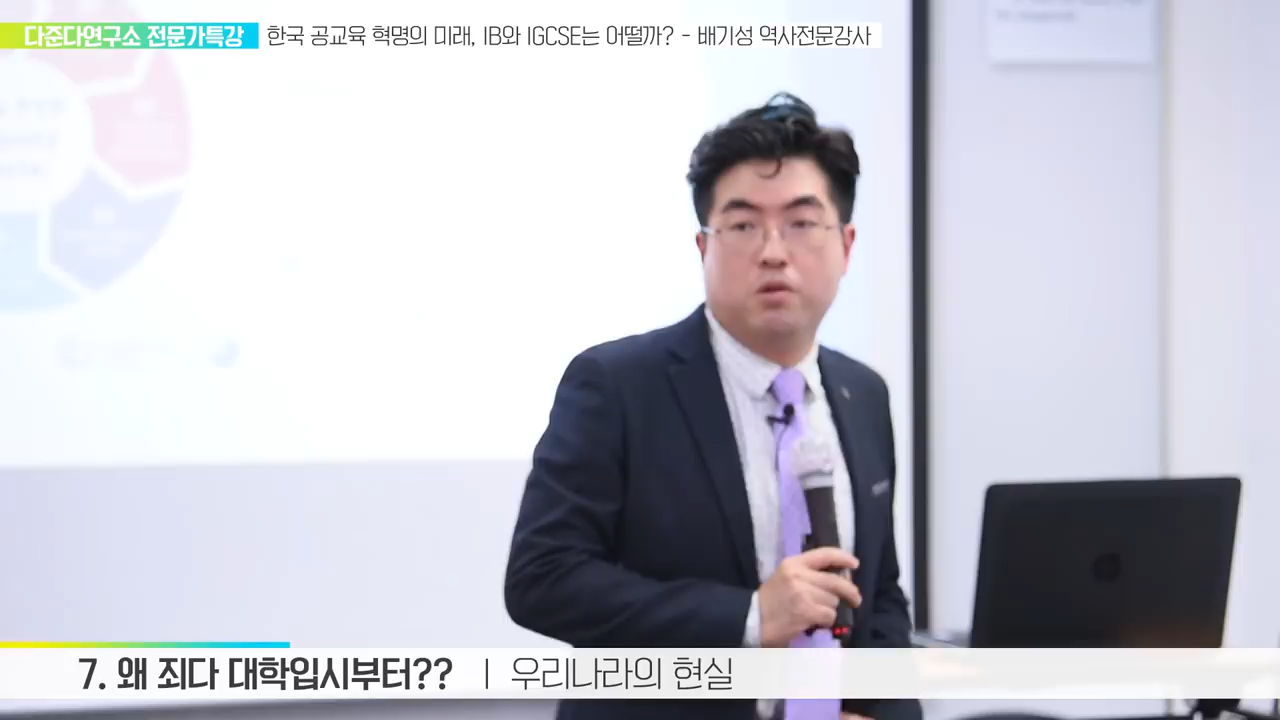 다준다연구소 전문가특강 한국 공교육 혁명의 미래, IB와 IGCSE는 어떨까? - 배기성 역사전문강사
7. 왜 죄다 대학입시부터?? | 우리나라의 현실